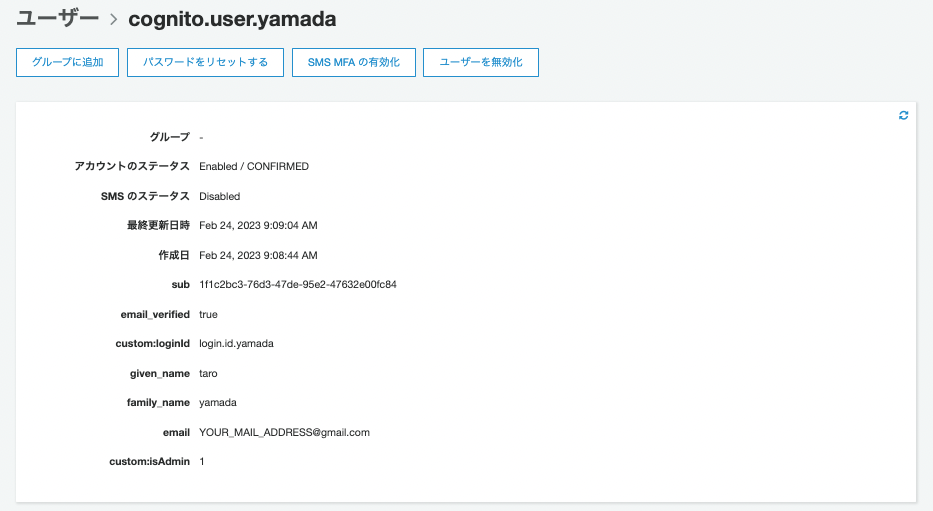 ユーザー > cognito.user.yamada
グループに追加 パスワードをリセットする SMS MFA の有効化 ユーザーを無効化
グループ -
アカウントのステータス Enabled / CONFIRMED
SMS のステータス Disabled
最終更新日時 Feb 24, 2023 9:09:04 AM
作成日 Feb 24, 2023 9:08:44 AM
sub 1f1c2bc3-76d3-47de-95e2-47632e00fc84
email_verified true
custom:loginId login.id.yamada
given_name taro
family_name yamada
email YOUR_MAIL_ADDRESS@gmail.com
custom:isAdmin 1